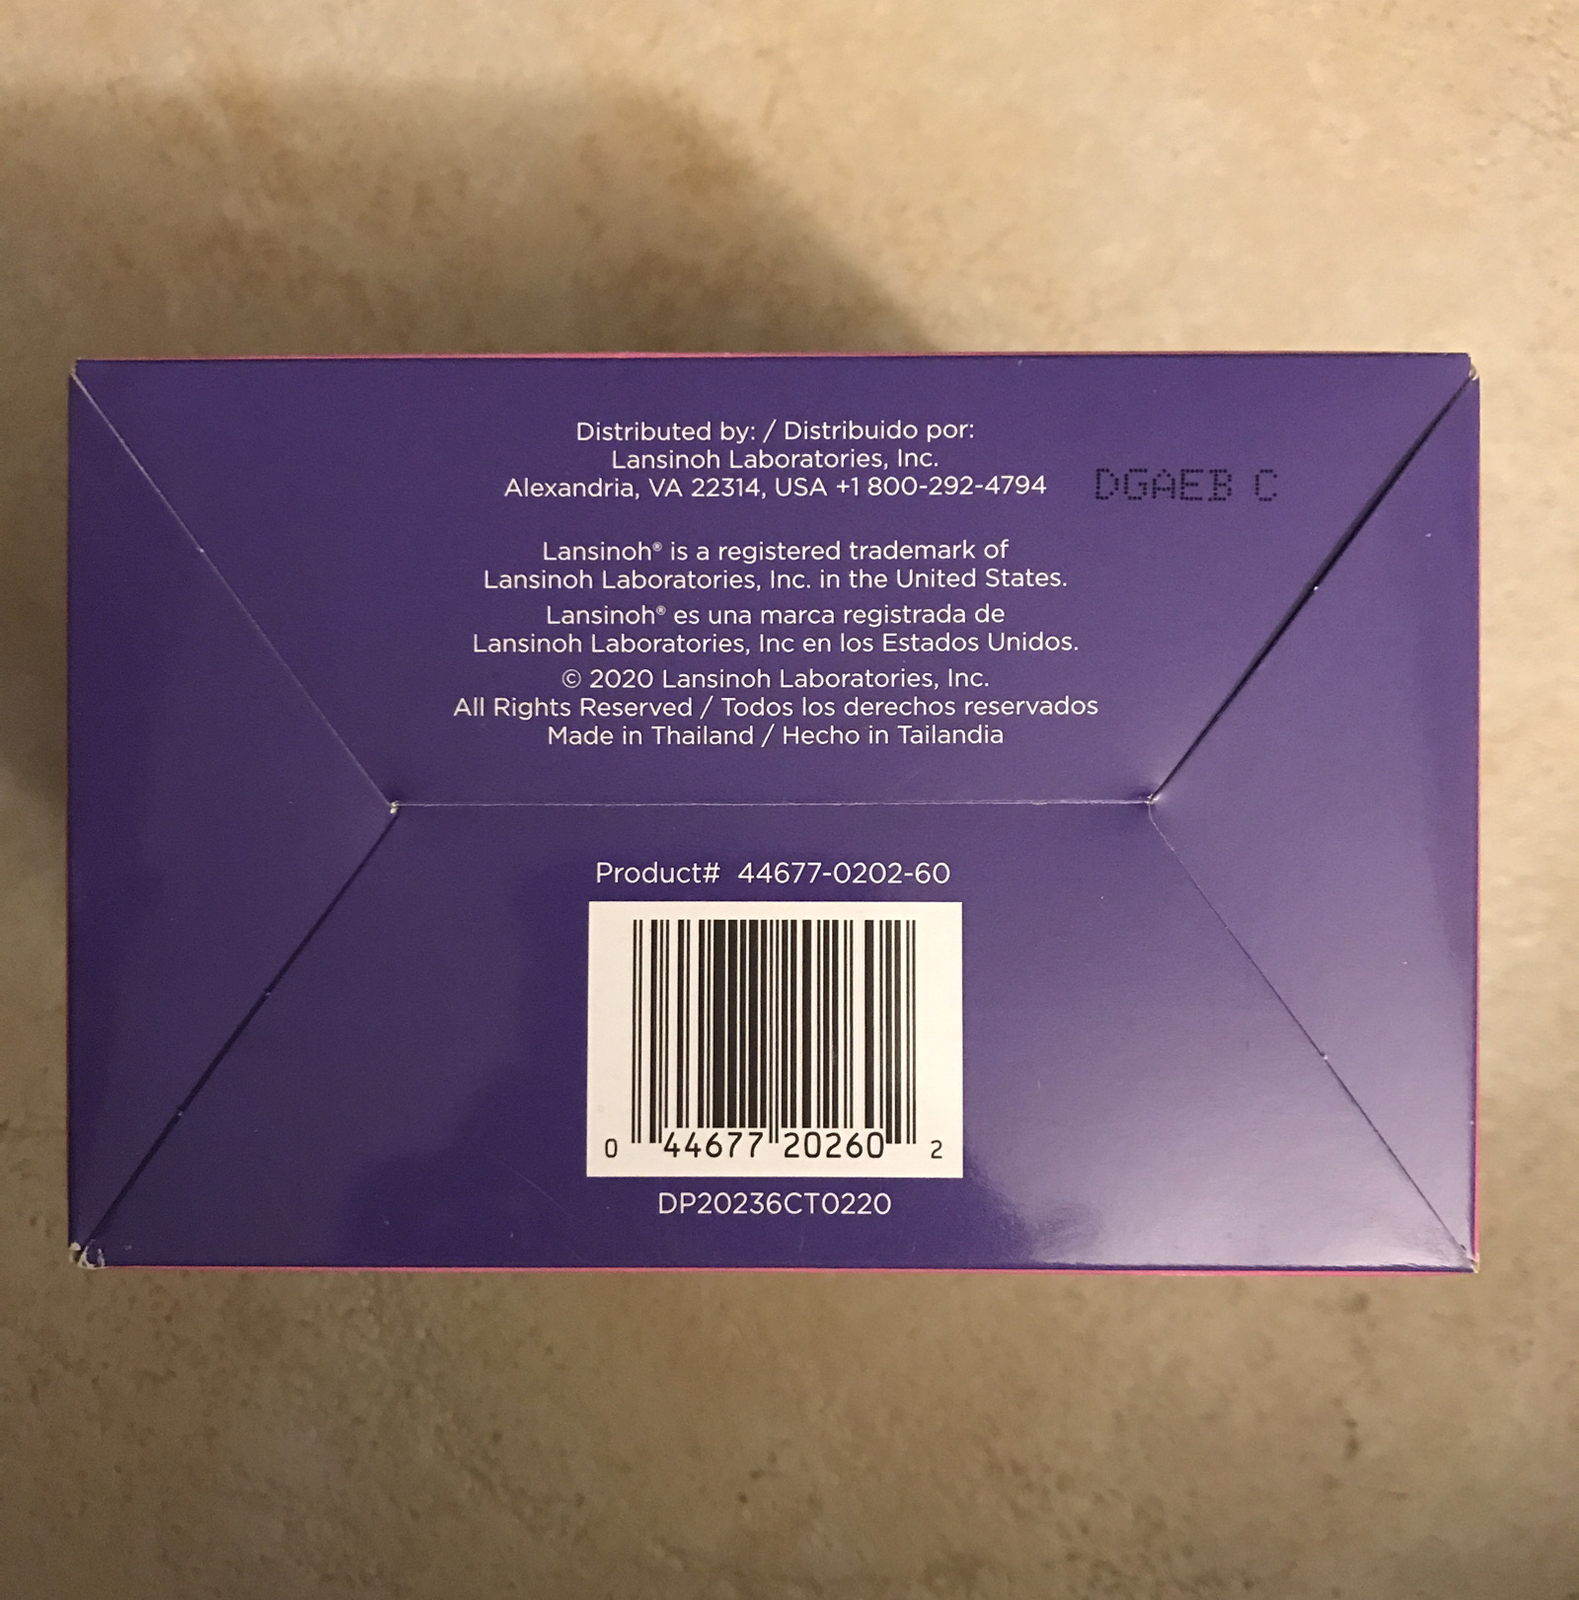 Distributed by: / Distribuido por:
Lansinoh Laboratories, Inc.
Alexandria, VA 22314, USA +1 800-292-4794
DGAEB C
Lansinoh® is a registered trademark of
Lansinoh Laboratories, Inc. in the United States.
Lansinoh® es una marca registrada de
Lansinoh Laboratories, Inc en los Estados Unidos.
© 2020 Lansinoh Laboratories, Inc.
All Rights Reserved / Todos los derechos reservados
Made in Thailand / Hecho in Tailandia
Product# 44677-0202-60
0 44677 20260 2
DP20236CT0220